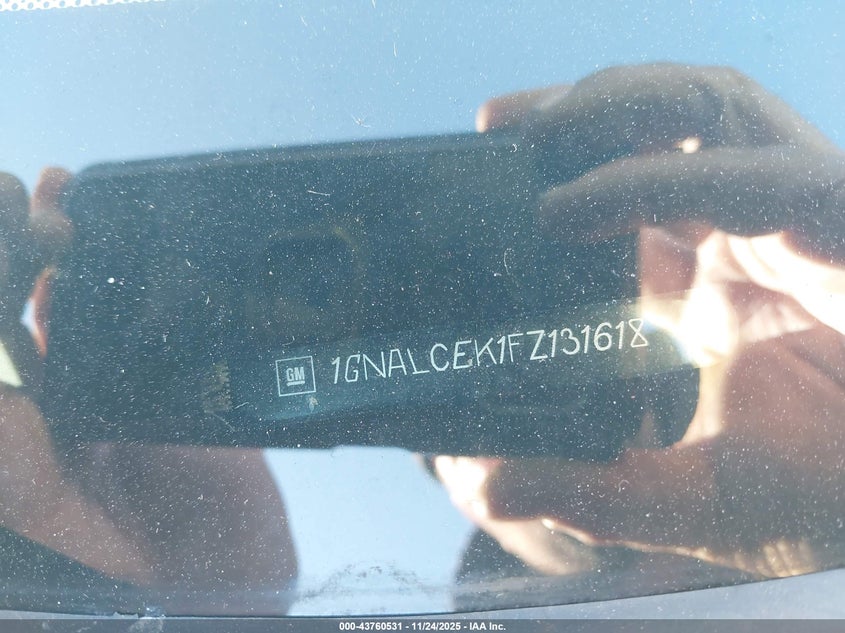 GM 1GNALCEK1FZ131618
000-43760531 - 11/24/2025 - IAA Inc.